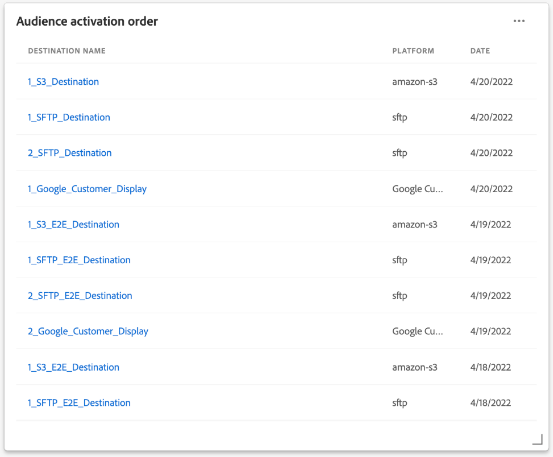 Audience activation order
DESTINATION NAME PLATFORM DATE
1_S3_Destination amazon-s3 4/20/2022
1_SFTP_Destination sftp 4/20/2022
2_SFTP_Destination sftp 4/20/2022
1_Google_Customer_Display Google Cu... 4/20/2022
1_S3_E2E_Destination amazon-s3 4/19/2022
1_SFTP_E2E_Destination sftp 4/19/2022
2_SFTP_E2E_Destination sftp 4/19/2022
2_Google_Customer_Display Google Cu... 4/19/2022
1_S3_E2E_Destination amazon-s3 4/18/2022
1_SFTP_E2E_Destination sftp 4/18/2022